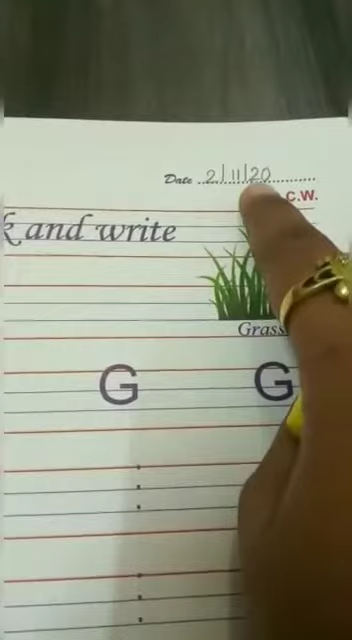 Date 2/11/20
C.W.
k and write
Grass
G G